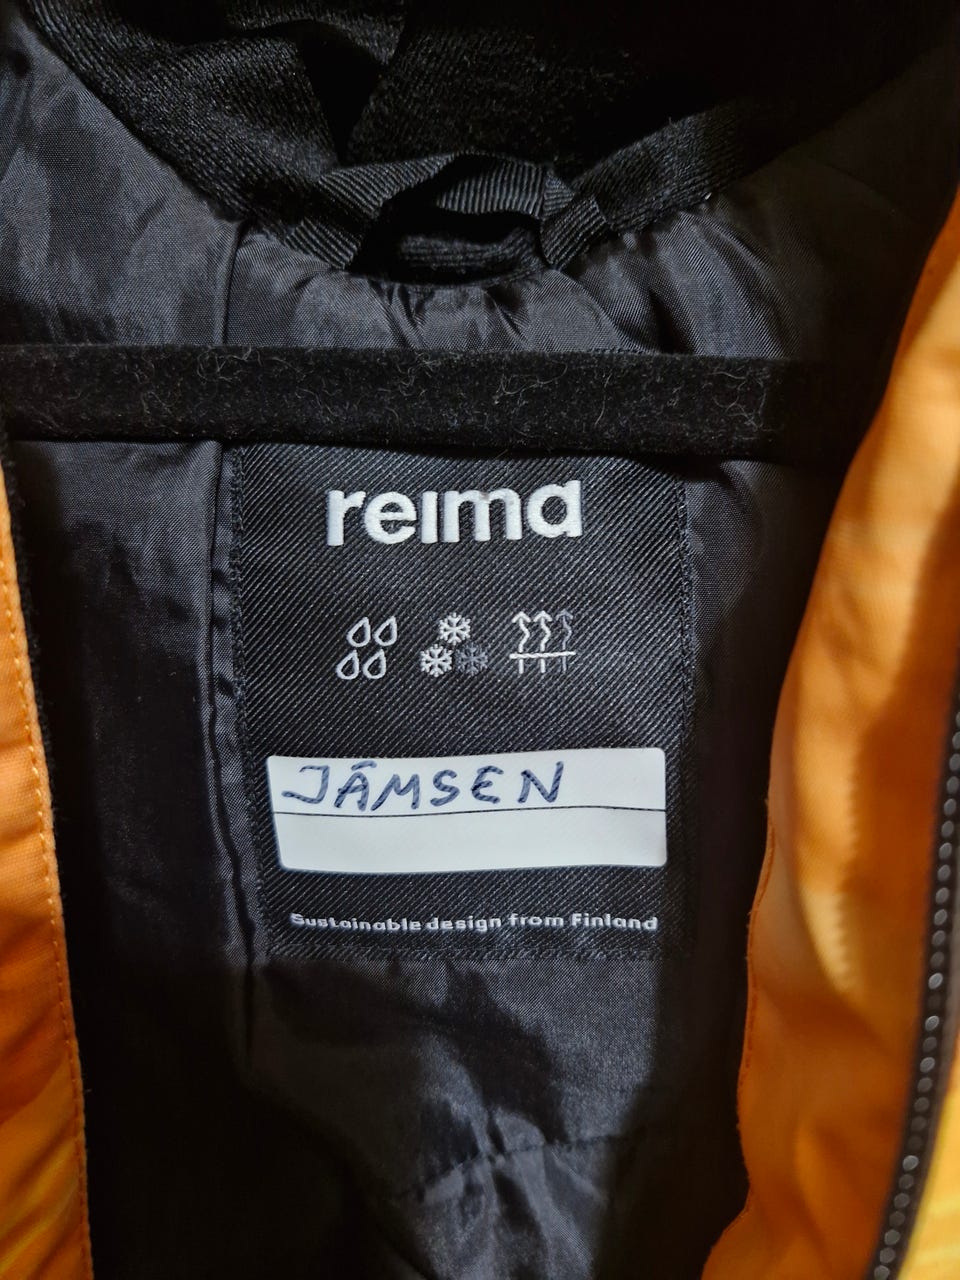 reima
JÄMSEN
Sustainable design from Finland